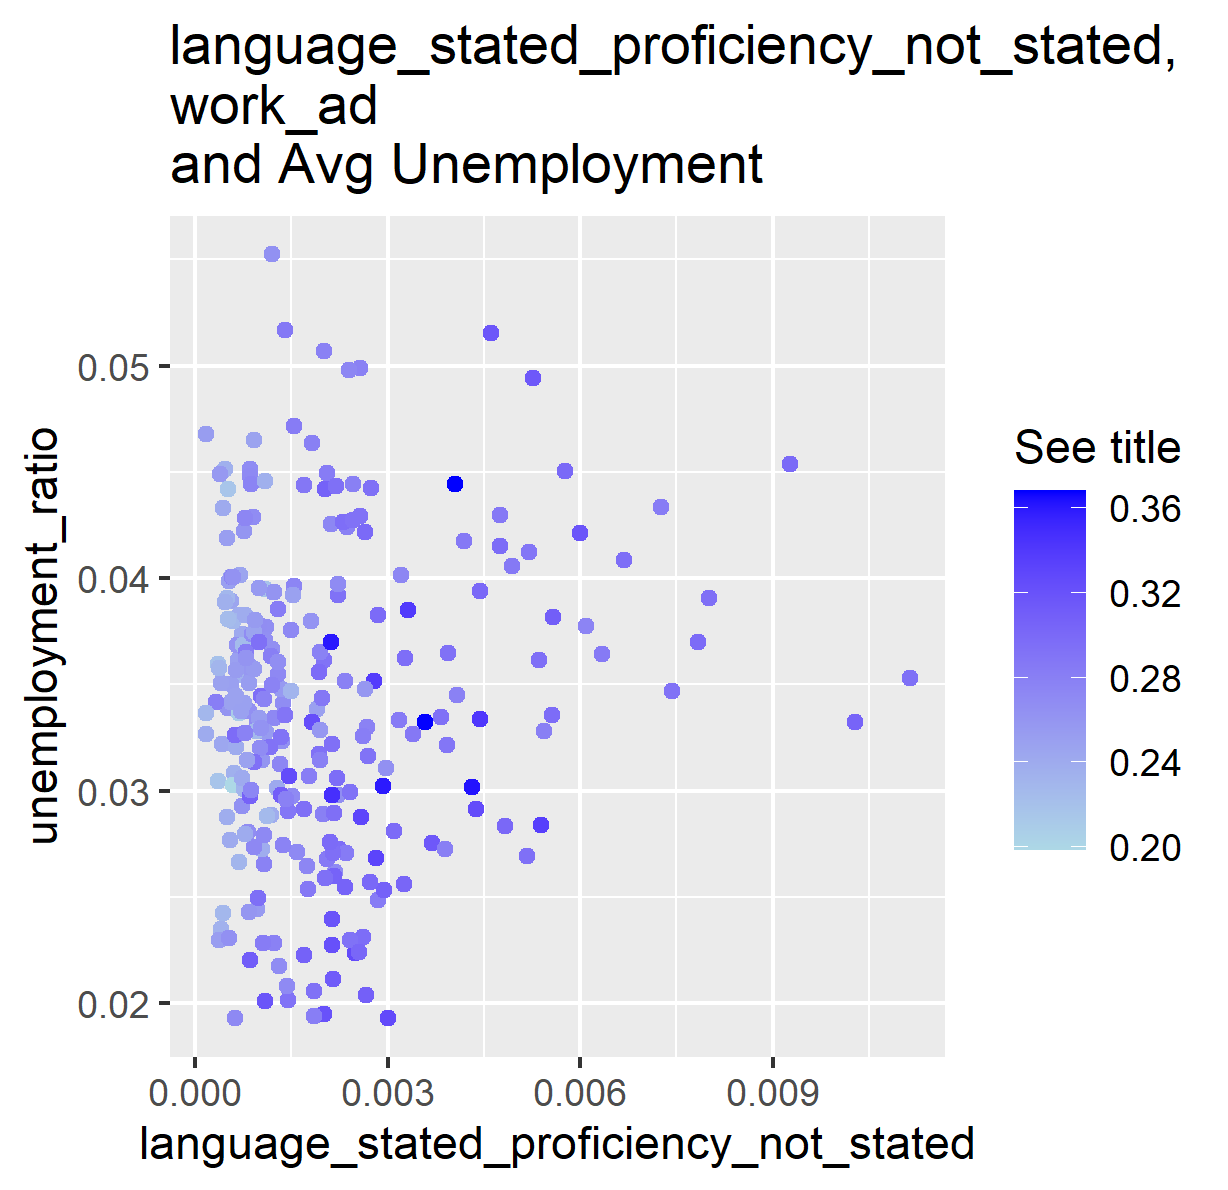 language_stated_proficiency_not_stated,
work_ad
and Avg Unemployment
unemployment_ratio
0.05
0.04
0.03
0.02
0.000
0.003
0.006
0.009
language_stated_proficiency_not_stated
See title
0.36
0.32
0.28
0.24
0.20